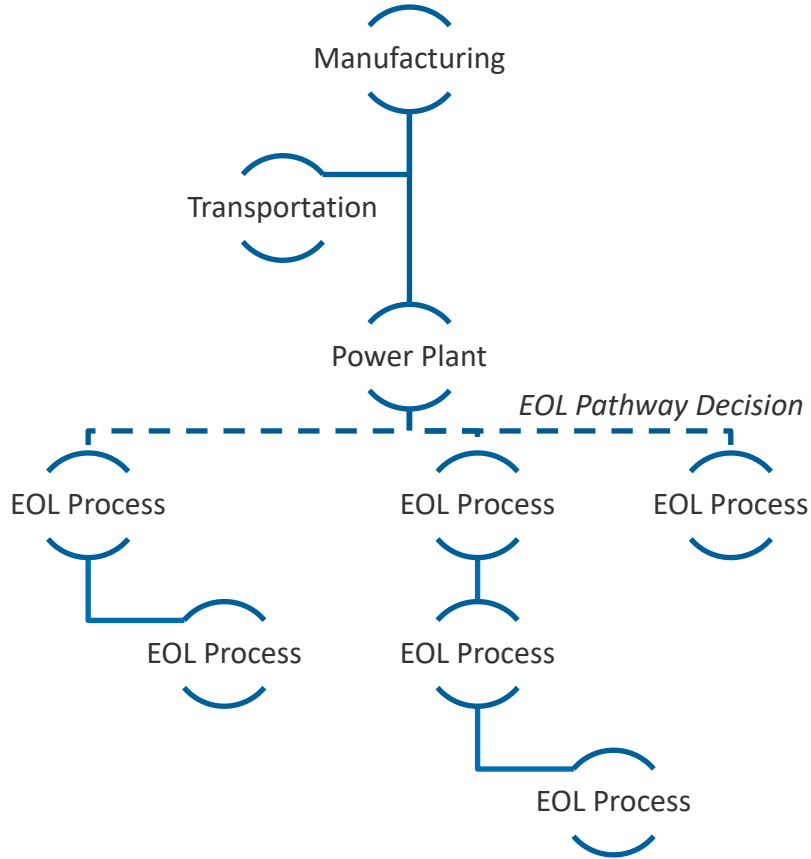 Manufacturing
Transportation
Power Plant
EOL Pathway Decision
EOL Process
EOL Process
EOL Process
EOL Process
EOL Process
EOL Process